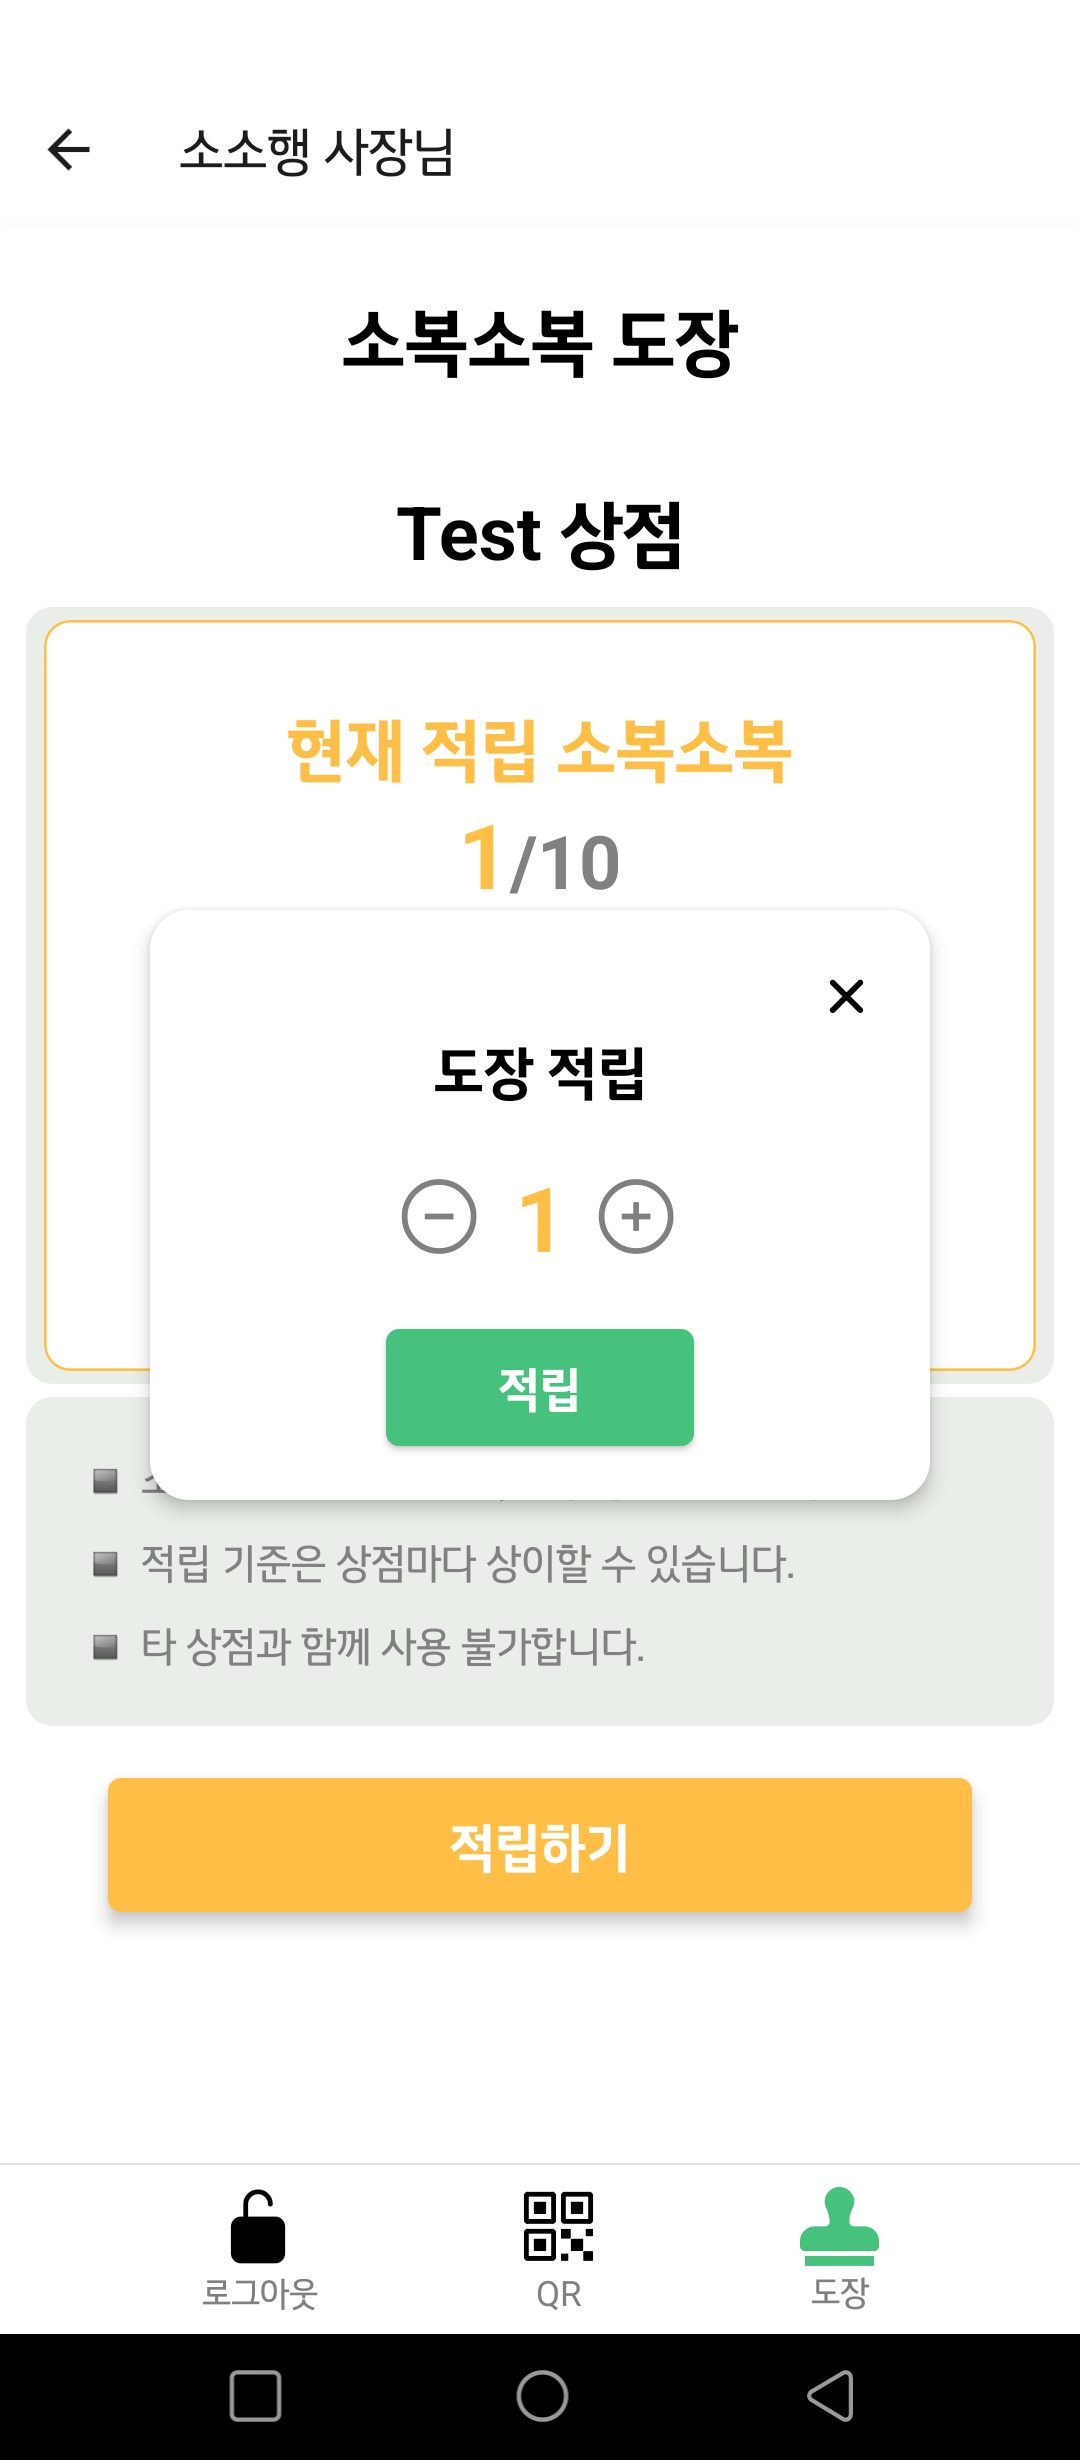 소소행 사장님
소복소복 도장
Test 상점
현재 적립 소복소복
1/10
도장 적립
1
적립
적립 기준은 상점마다 상이할 수 있습니다.
타 상점과 함께 사용 불가합니다.
적립하기
로그아웃
QR
도장